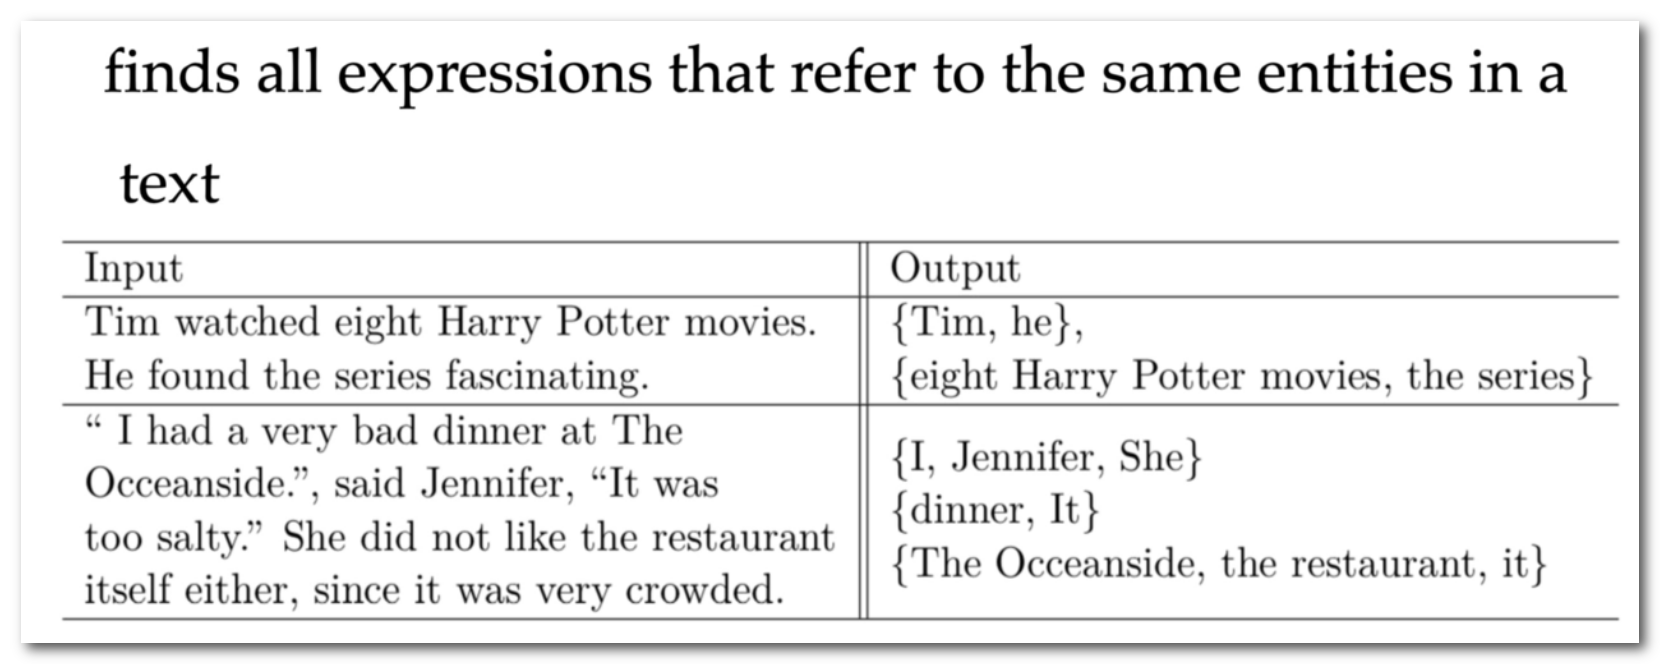 finds all expressions that refer to the same entities in a
text
Input
Output
Tim watched eight Harry Potter movies.
He found the series fascinating.
{Tim, he},
{eight Harry Potter movies, the series}
“ I had a very bad dinner at The
Occeanside.”, said Jennifer, “It was
too salty.” She did not like the restaurant
itself either, since it was very crowded.
{I, Jennifer, She}
{dinner, It}
{The Occeanside, the restaurant, it}